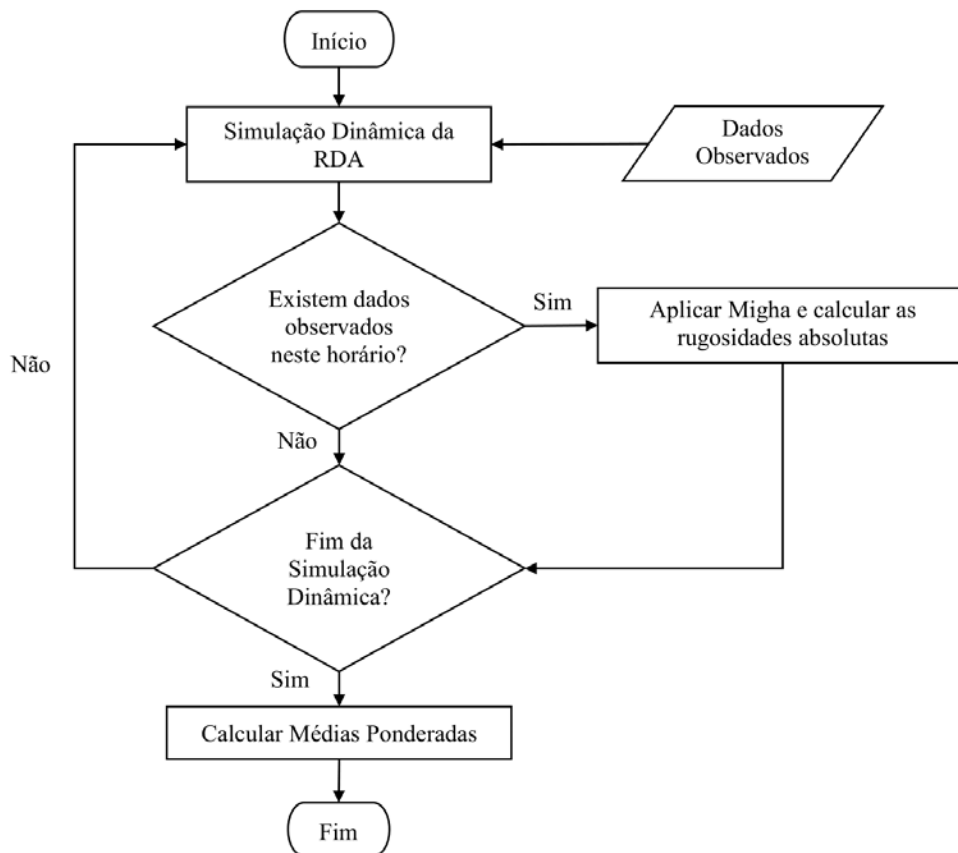 Início
Simulação Dinâmica da
RDA
Dados
Observados
Existem dados
observados
neste horário?
Sim
Aplicar Migha e calcular as
rugosidades absolutas
Não
Não
Fim da
Simulação
Dinâmica?
Sim
Calcular Médias Ponderadas
Fim